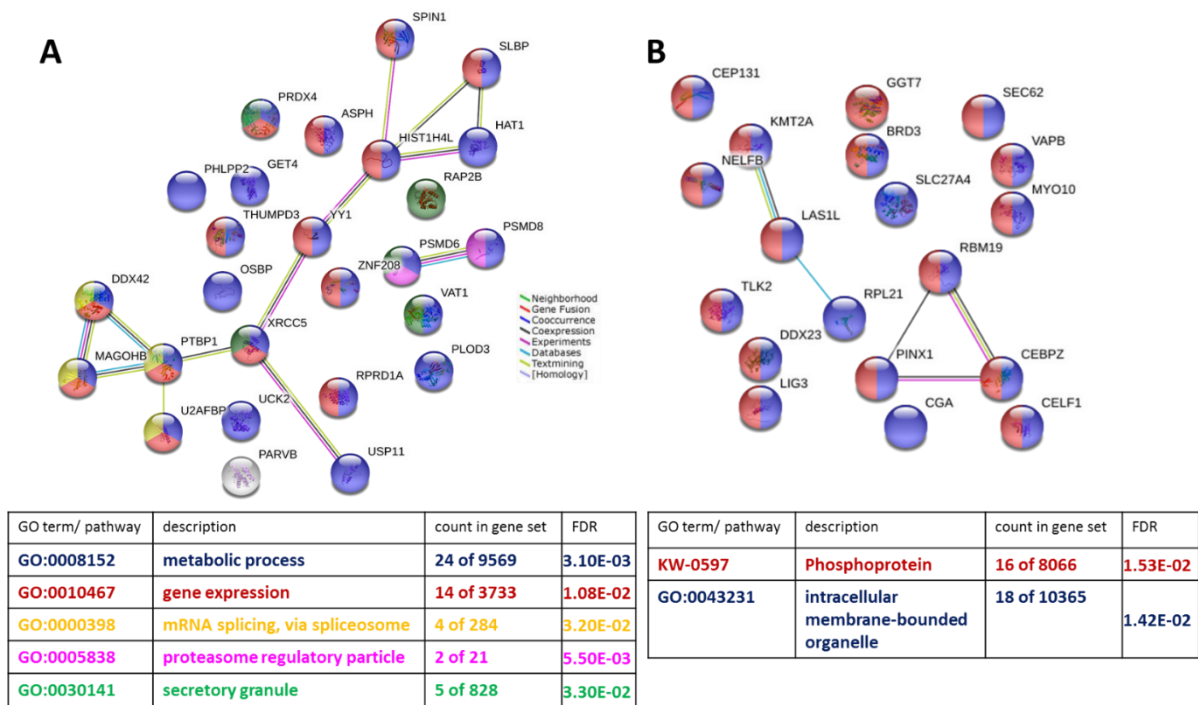 A
SPIN1
SLBP
PRDX4
ASPH
HIST1H4L
HAT1
PHLPP2
GET4
RAP2B
THUMPD3
YY1
PSMD8
PSMD6
ZNF208
OSBP
DDX42
VAT1
XRCC5
PTBP1
MAGOHB
PLOD3
RPRD1A
UCK2
U2AFBP
USP11
PARVB
Neighborhood
Gene Fusion
Cooccurrence
Coexpression
Experiments
Databases
Textmining
[Homology]
B
CEP131
GGT7
SEC62
KMT2A
BRD3
VAPB
NELFB
SLC27A4
MYO10
LAS1L
RBM19
TLK2
RPL21
DDX23
PINX1
CEBPZ
LIG3
CGA
CELF1
GO term/ pathway description count in gene set FDR
GO:0008152 metabolic process 24 of 9569 3.10E-03
GO:0010467 gene expression 14 of 3733 1.08E-02
GO:0000398 mRNA splicing, via spliceosome 4 of 284 3.20E-02
GO:0005838 proteasome regulatory particle 2 of 21 5.50E-03
GO:0030141 secretory granule 5 of 828 3.30E-02
GO term/ pathway description count in gene set FDR
KW-0597 Phosphoprotein 16 of 8066 1.53E-02
GO:0043231 intracellular 18 of 10365
membrane-bounded 1.42E-02
organelle